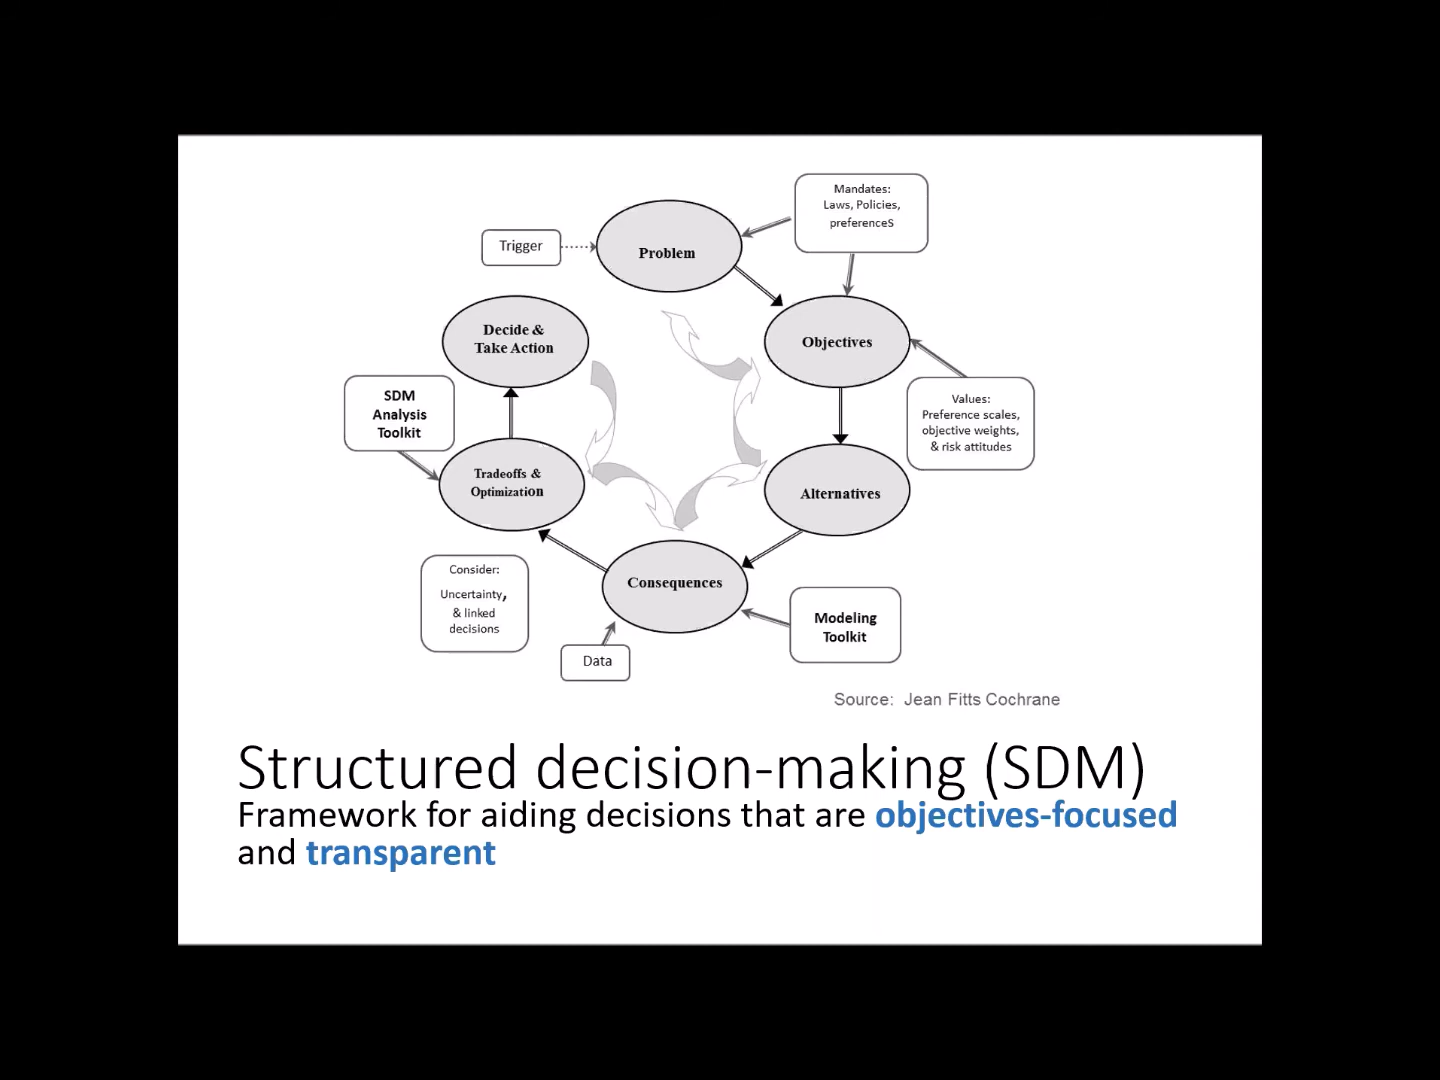 Mandates:
Laws, Policies,
preferences
Trigger
Problem
Decide &
Take Action
Objectives
SDM
Analysis
Toolkit
Values:
Preference scales,
objective weights,
& risk attitudes
Tradeoffs &
Optimization
Alternatives
Consider:
Uncertainty,
& linked
decisions
Consequences
Modeling
Toolkit
Data
Source: Jean Fitts Cochrane
Structured decision-making (SDM)
Framework for aiding decisions that are objectives-focused
and transparent